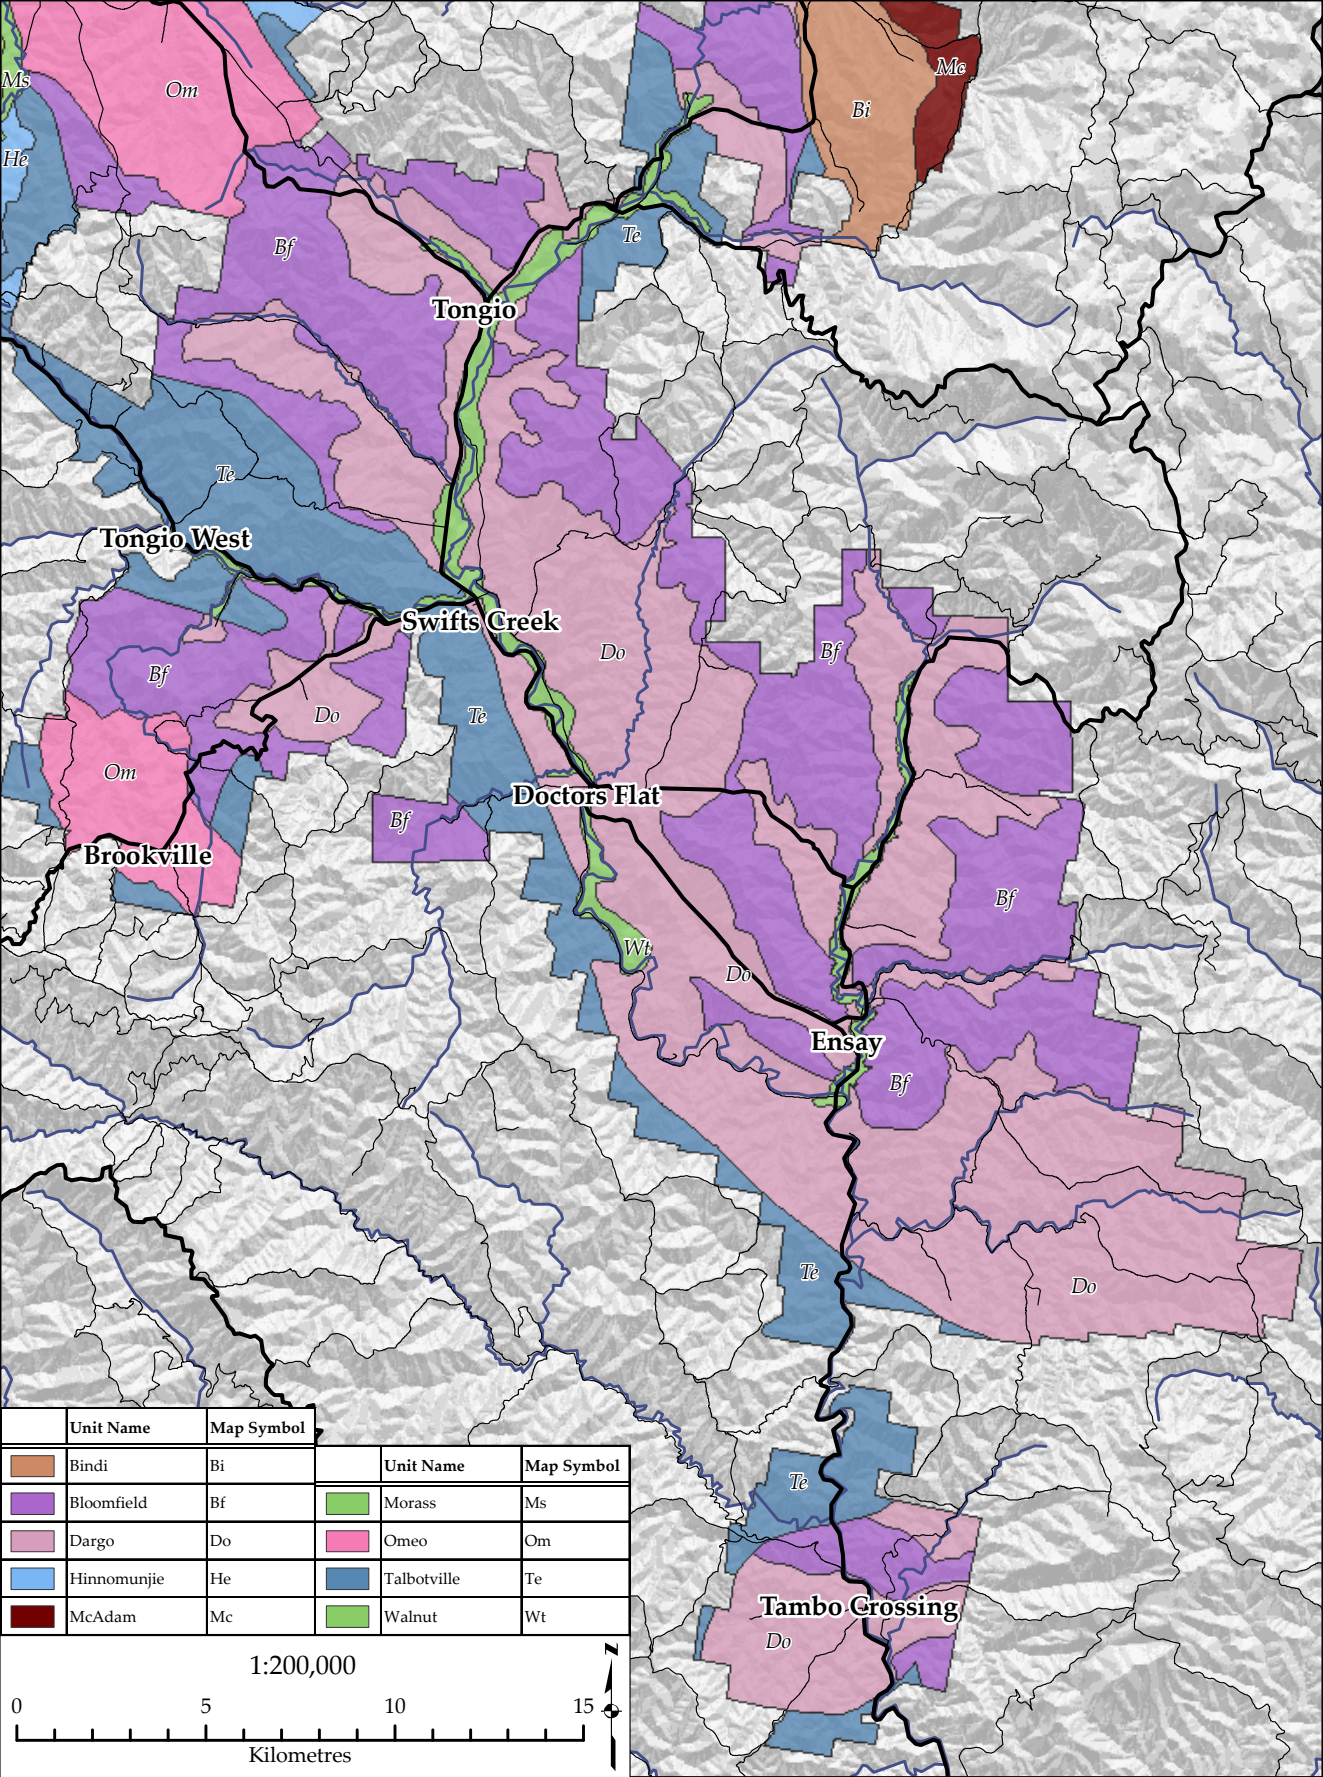 Ms
Om
Mc
Bi
He
Te
Bf
Tongio
Te
Tongio West
Swifts Creek
Do
Bf
Bf
Do
Te
Om
Doctors Flat
Bf
Brookville
Bf
Wt
Do
Ensay
Bf
Te
Do
Te
Tambo Crossing
Do
Unit Name Map Symbol
Bindi Bi
Bloomfield Bf
Dargo Do
Hinnomunjie He
McAdam Mc
Unit Name Map Symbol
Morass Ms
Omeo Om
Talbotville Te
Walnut Wt
1:200,000
0 5 10 15
Kilometres
N